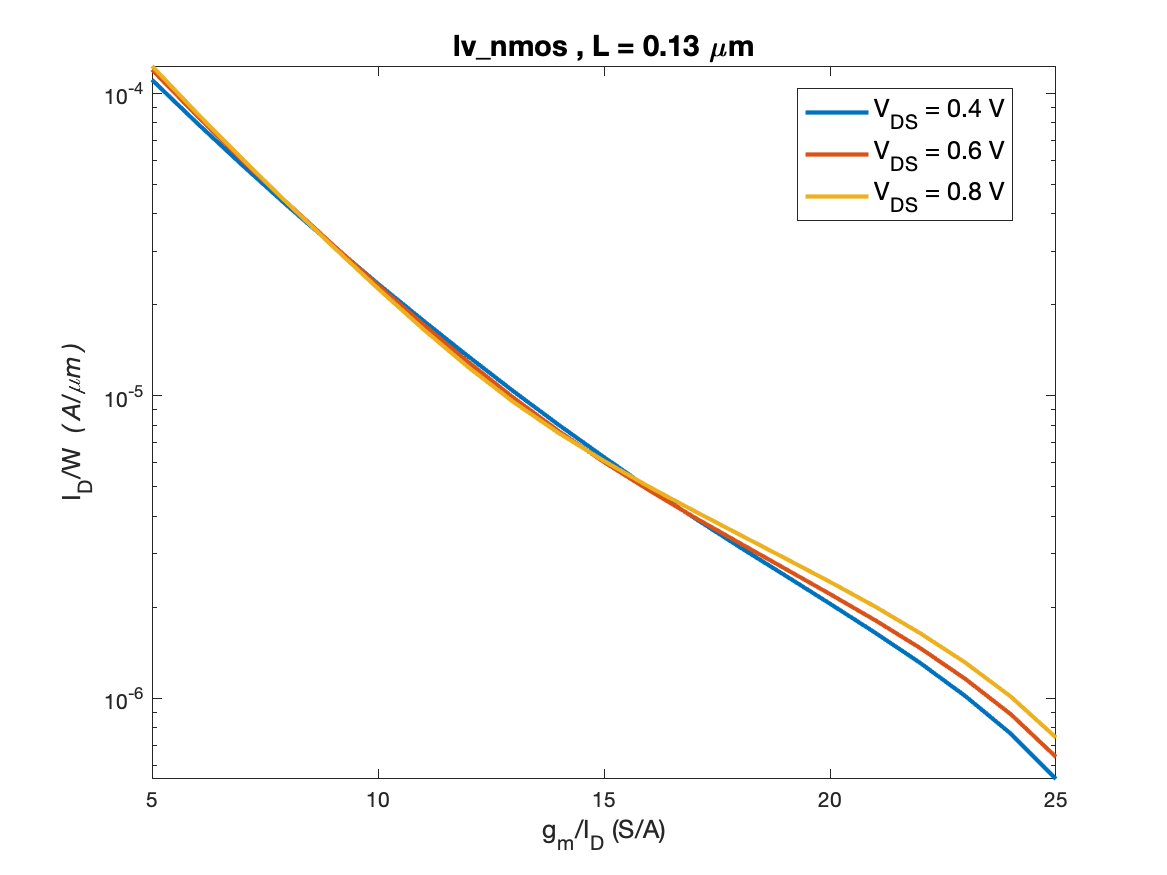 lv_nmos , L = 0.13 μm
V_DS = 0.4 V
V_DS = 0.6 V
V_DS = 0.8 V
10^-4
10^-5
10^-6
I_D/W ( A/μm )
5 10 15 20 25
g_m/I_D (S/A)